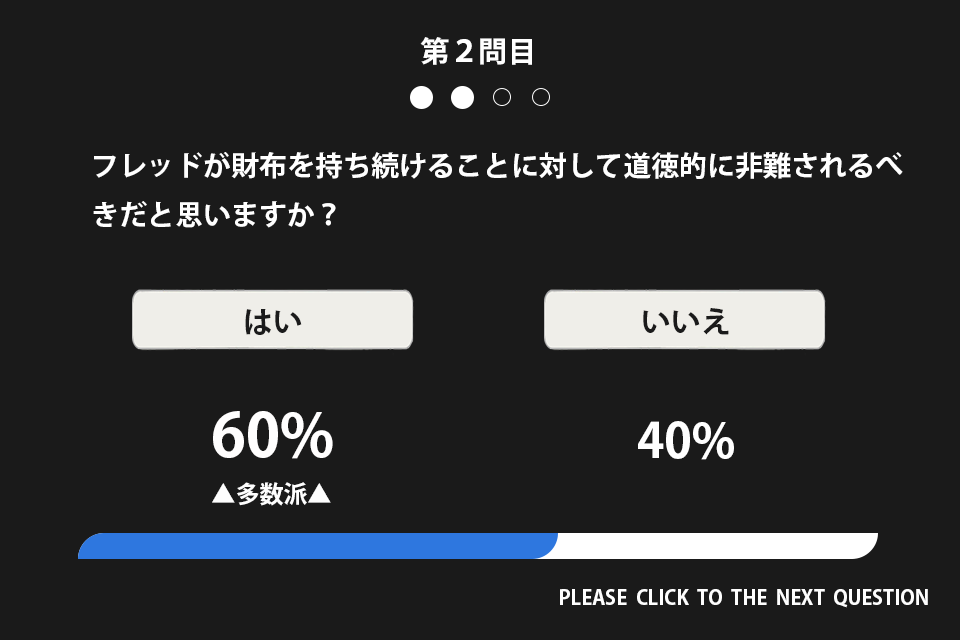 第２問目
フレッドが財布を持ち続けることに対して道徳的に非難されるべ
きだと思いますか？
はい
いいえ
60%
40%
▲多数派▲
PLEASE CLICK TO THE NEXT QUESTION